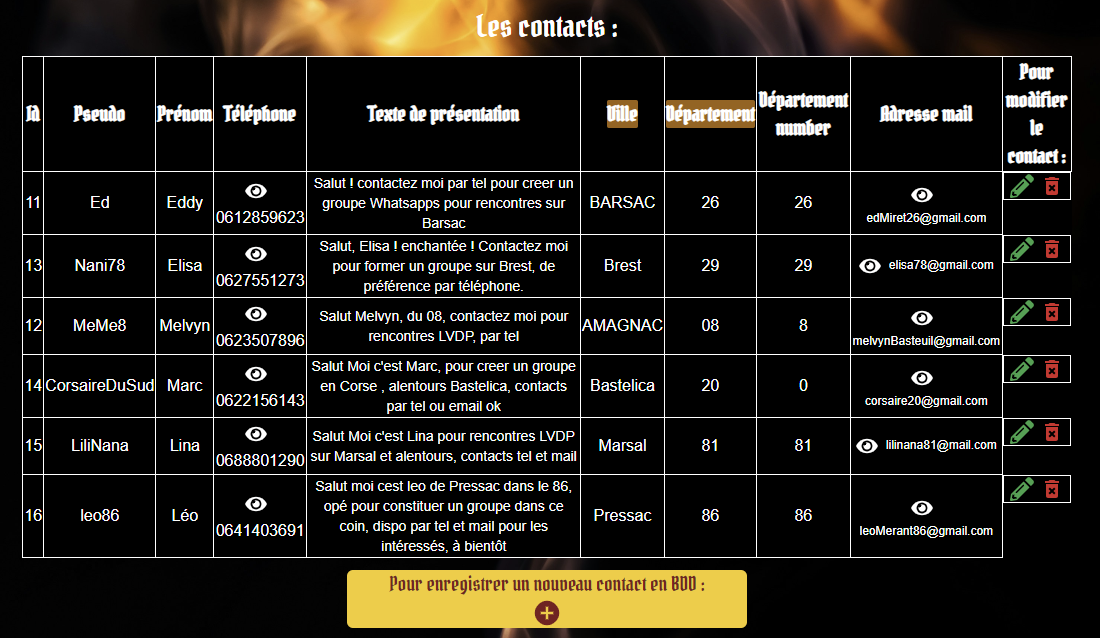 Les contacts :
Id Pseudo Prénom Téléphone Texte de présentation Ville Département Département number Adresse mail Pour modifier le contact :
11 Ed Eddy 0612859623 Salut ! contactez moi par tel pour creer un groupe Whatsapps pour rencontres sur Barsac BARSAC 26 26 edMiret26@gmail.com
13 Nani78 Elisa 0627551273 Salut, Elisa ! enchantée ! Contactez moi pour former un groupe sur Brest, de préférence par téléphone. Brest 29 29 elisa78@gmail.com
12 MeMe8 Melvyn 0623507896 Salut Melvyn, du 08, contactez moi pour rencontres LVDP, par tel AMAGNAC 08 8 melvynBasteuil@gmail.com
14 CorsaireDuSud Marc 0622156143 Salut Moi c'est Marc, pour creer un groupe en Corse , alentours Bastelica, contacts par tel ou email ok Bastelica 20 0 corsaire20@gmail.com
15 LiliNana Lina 0688801290 Salut Moi c'est Lina pour rencontres LVDP sur Marsal et alentours, contacts tel et mail Marsal 81 81 lilinana81@mail.com
16 leo86 Léo 0641403691 Salut moi cest leo de Pressac dans le 86, opé pour constituer un groupe dans ce coin, dispo par tel et mail pour les intéressés, à bientôt Pressac 86 86 leoMerant86@gmail.com
Pour enregistrer un nouveau contact en BDD :